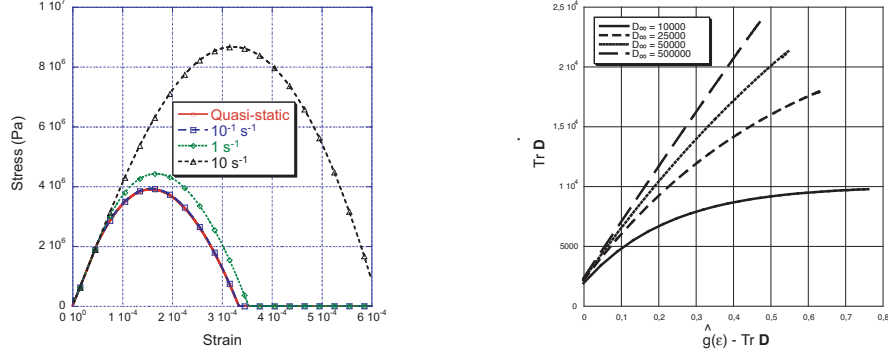 1 10⁷
8 10⁶
6 10⁶
4 10⁶
2 10⁶
0
Stress (Pa)
Quasi-static
10⁻¹ s⁻¹
1 s⁻¹
10 s⁻¹
0 10⁰ 1 10⁻⁴ 2 10⁻⁴ 3 10⁻⁴ 4 10⁻⁴ 5 10⁻⁴ 6 10⁻⁴
Strain
2,5 10⁴
2 10⁴
1,5 10⁴
1 10⁴
5000
0
Tr Ḋ
D∞ = 10000
D∞ = 25000
D∞ = 50000
D∞ = 500000
0 0,1 0,2 0,3 0,4 0,5 0,6 0,7 0,8
ĝ(ε) - Tr D